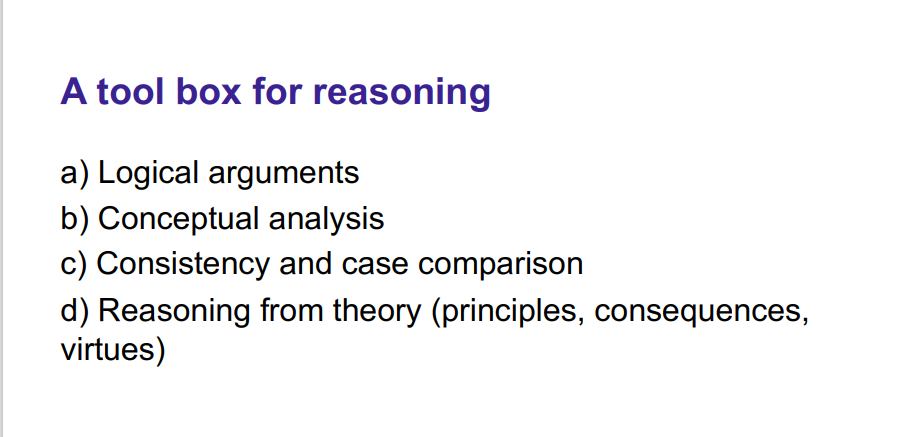 A tool box for reasoning
a) Logical arguments
b) Conceptual analysis
c) Consistency and case comparison
d) Reasoning from theory (principles, consequences,
virtues)